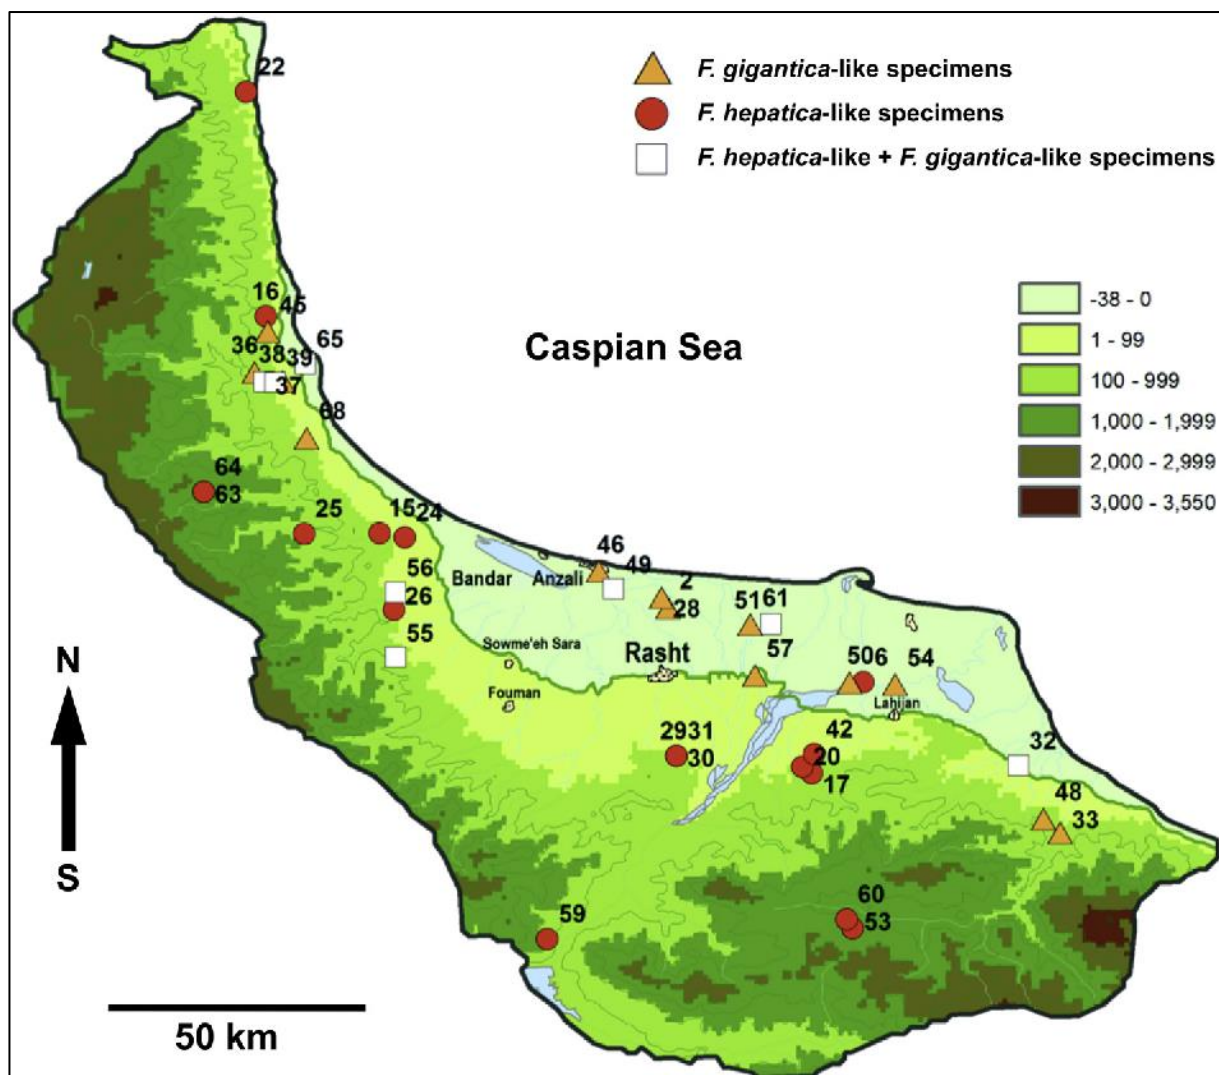 22
F. gigantica-like specimens
F. hepatica-like specimens
F. hepatica-like + F. gigantica-like specimens
-38 - 0
1 - 99
100 - 999
1,000 - 1,999
2,000 - 2,999
3,000 - 3,550
Caspian Sea
16
45
65
36
38
39
37
68
64
63
25
15
24
56
26
55
Bandar Anzali
46
49
2
28
51
61
57
Sowme'eh Sara
Rasht
Fouman
50
6
54
Lahijan
29
31
30
42
20
17
32
48
33
60
53
59
N
S
50 km